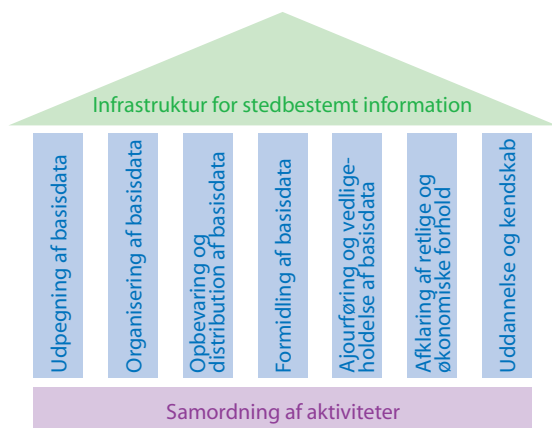 Infrastruktur for stedbestemt information
Udpegning af basisdata
Organisering af basisdata
Opbevaring og
distribution af basisdata
Formidling af basisdata
Ajourføring og vedlige-
holdelse af basisdata
Afklaring af retlige og
økonomiske forhold
Uddannelse og kendskab
Samordning af aktiviteter